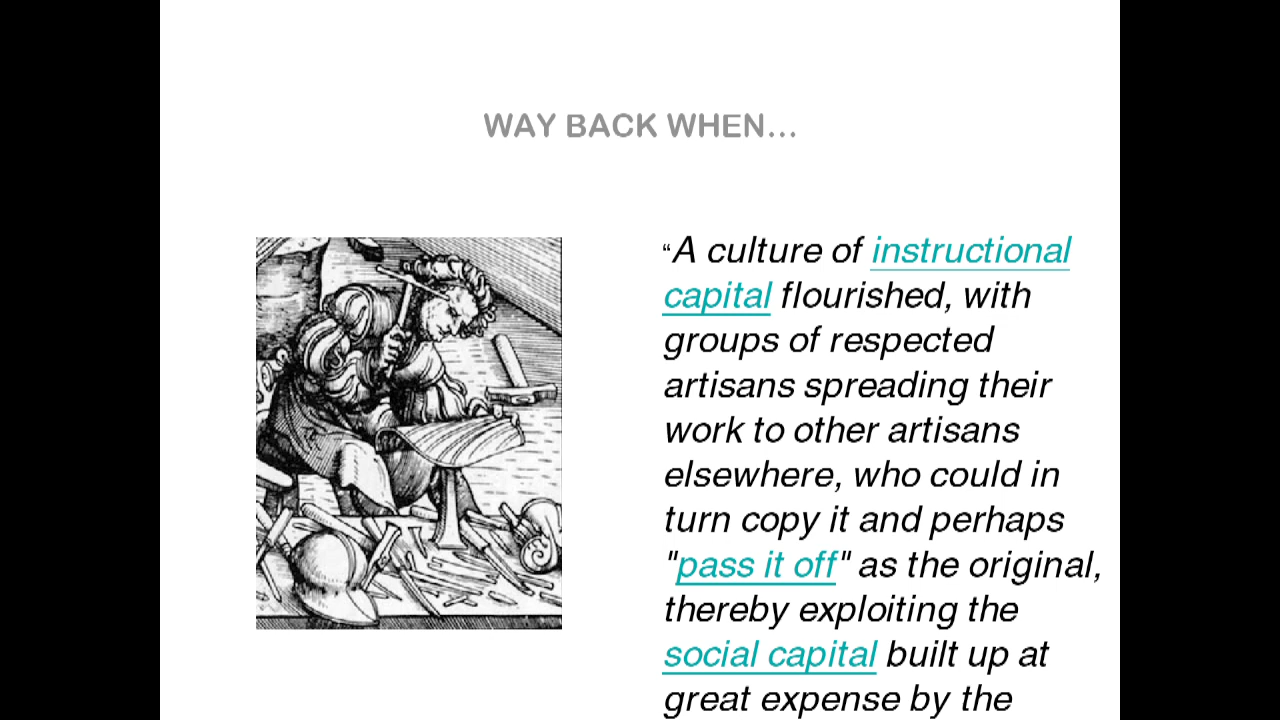 WAY BACK WHEN...
“A culture of instructional
capital flourished, with
groups of respected
artisans spreading their
work to other artisans
elsewhere, who could in
turn copy it and perhaps
"pass it off" as the original,
thereby exploiting the
social capital built up at
great expense by the